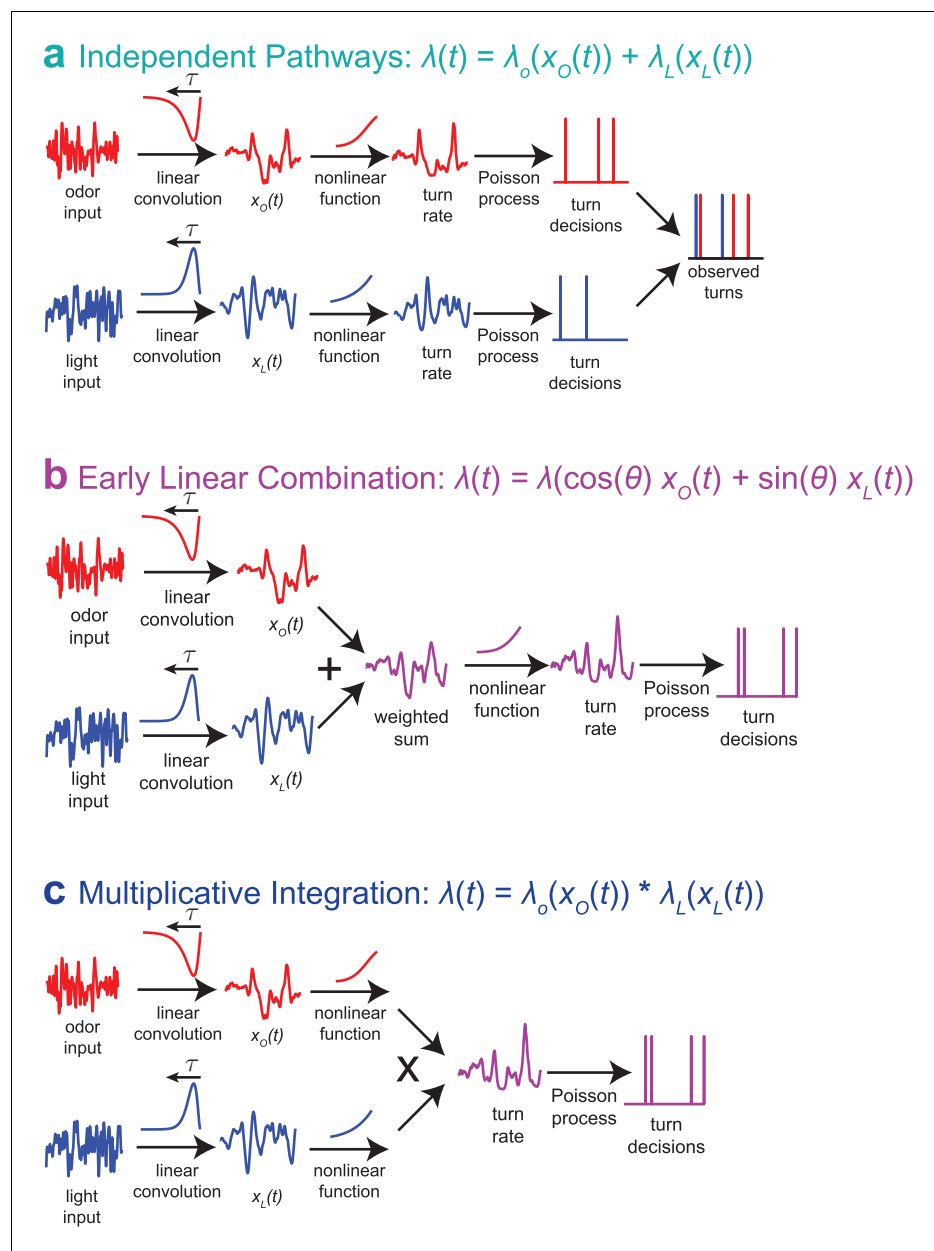 a Independent Pathways: λ(t) = λo(xO(t)) + λL(xL(t))
τ
odor
input
linear
convolution
xO(t)
nonlinear
function
turn
rate
Poisson
process
turn
decisions
observed
turns
τ
light
input
linear
convolution
xL(t)
nonlinear
function
turn
rate
Poisson
process
turn
decisions
b Early Linear Combination: λ(t) = λ(cos(θ) xO(t) + sin(θ) xL(t))
τ
odor
input
linear
convolution
xO(t)
+
weighted
sum
nonlinear
function
turn
rate
Poisson
process
turn
decisions
τ
light
input
linear
convolution
xL(t)
c Multiplicative Integration: λ(t) = λo(xO(t)) * λL(xL(t))
τ
odor
input
linear
convolution
xO(t)
nonlinear
function
x
turn
rate
Poisson
process
turn
decisions
τ
light
input
linear
convolution
xL(t)
nonlinear
function